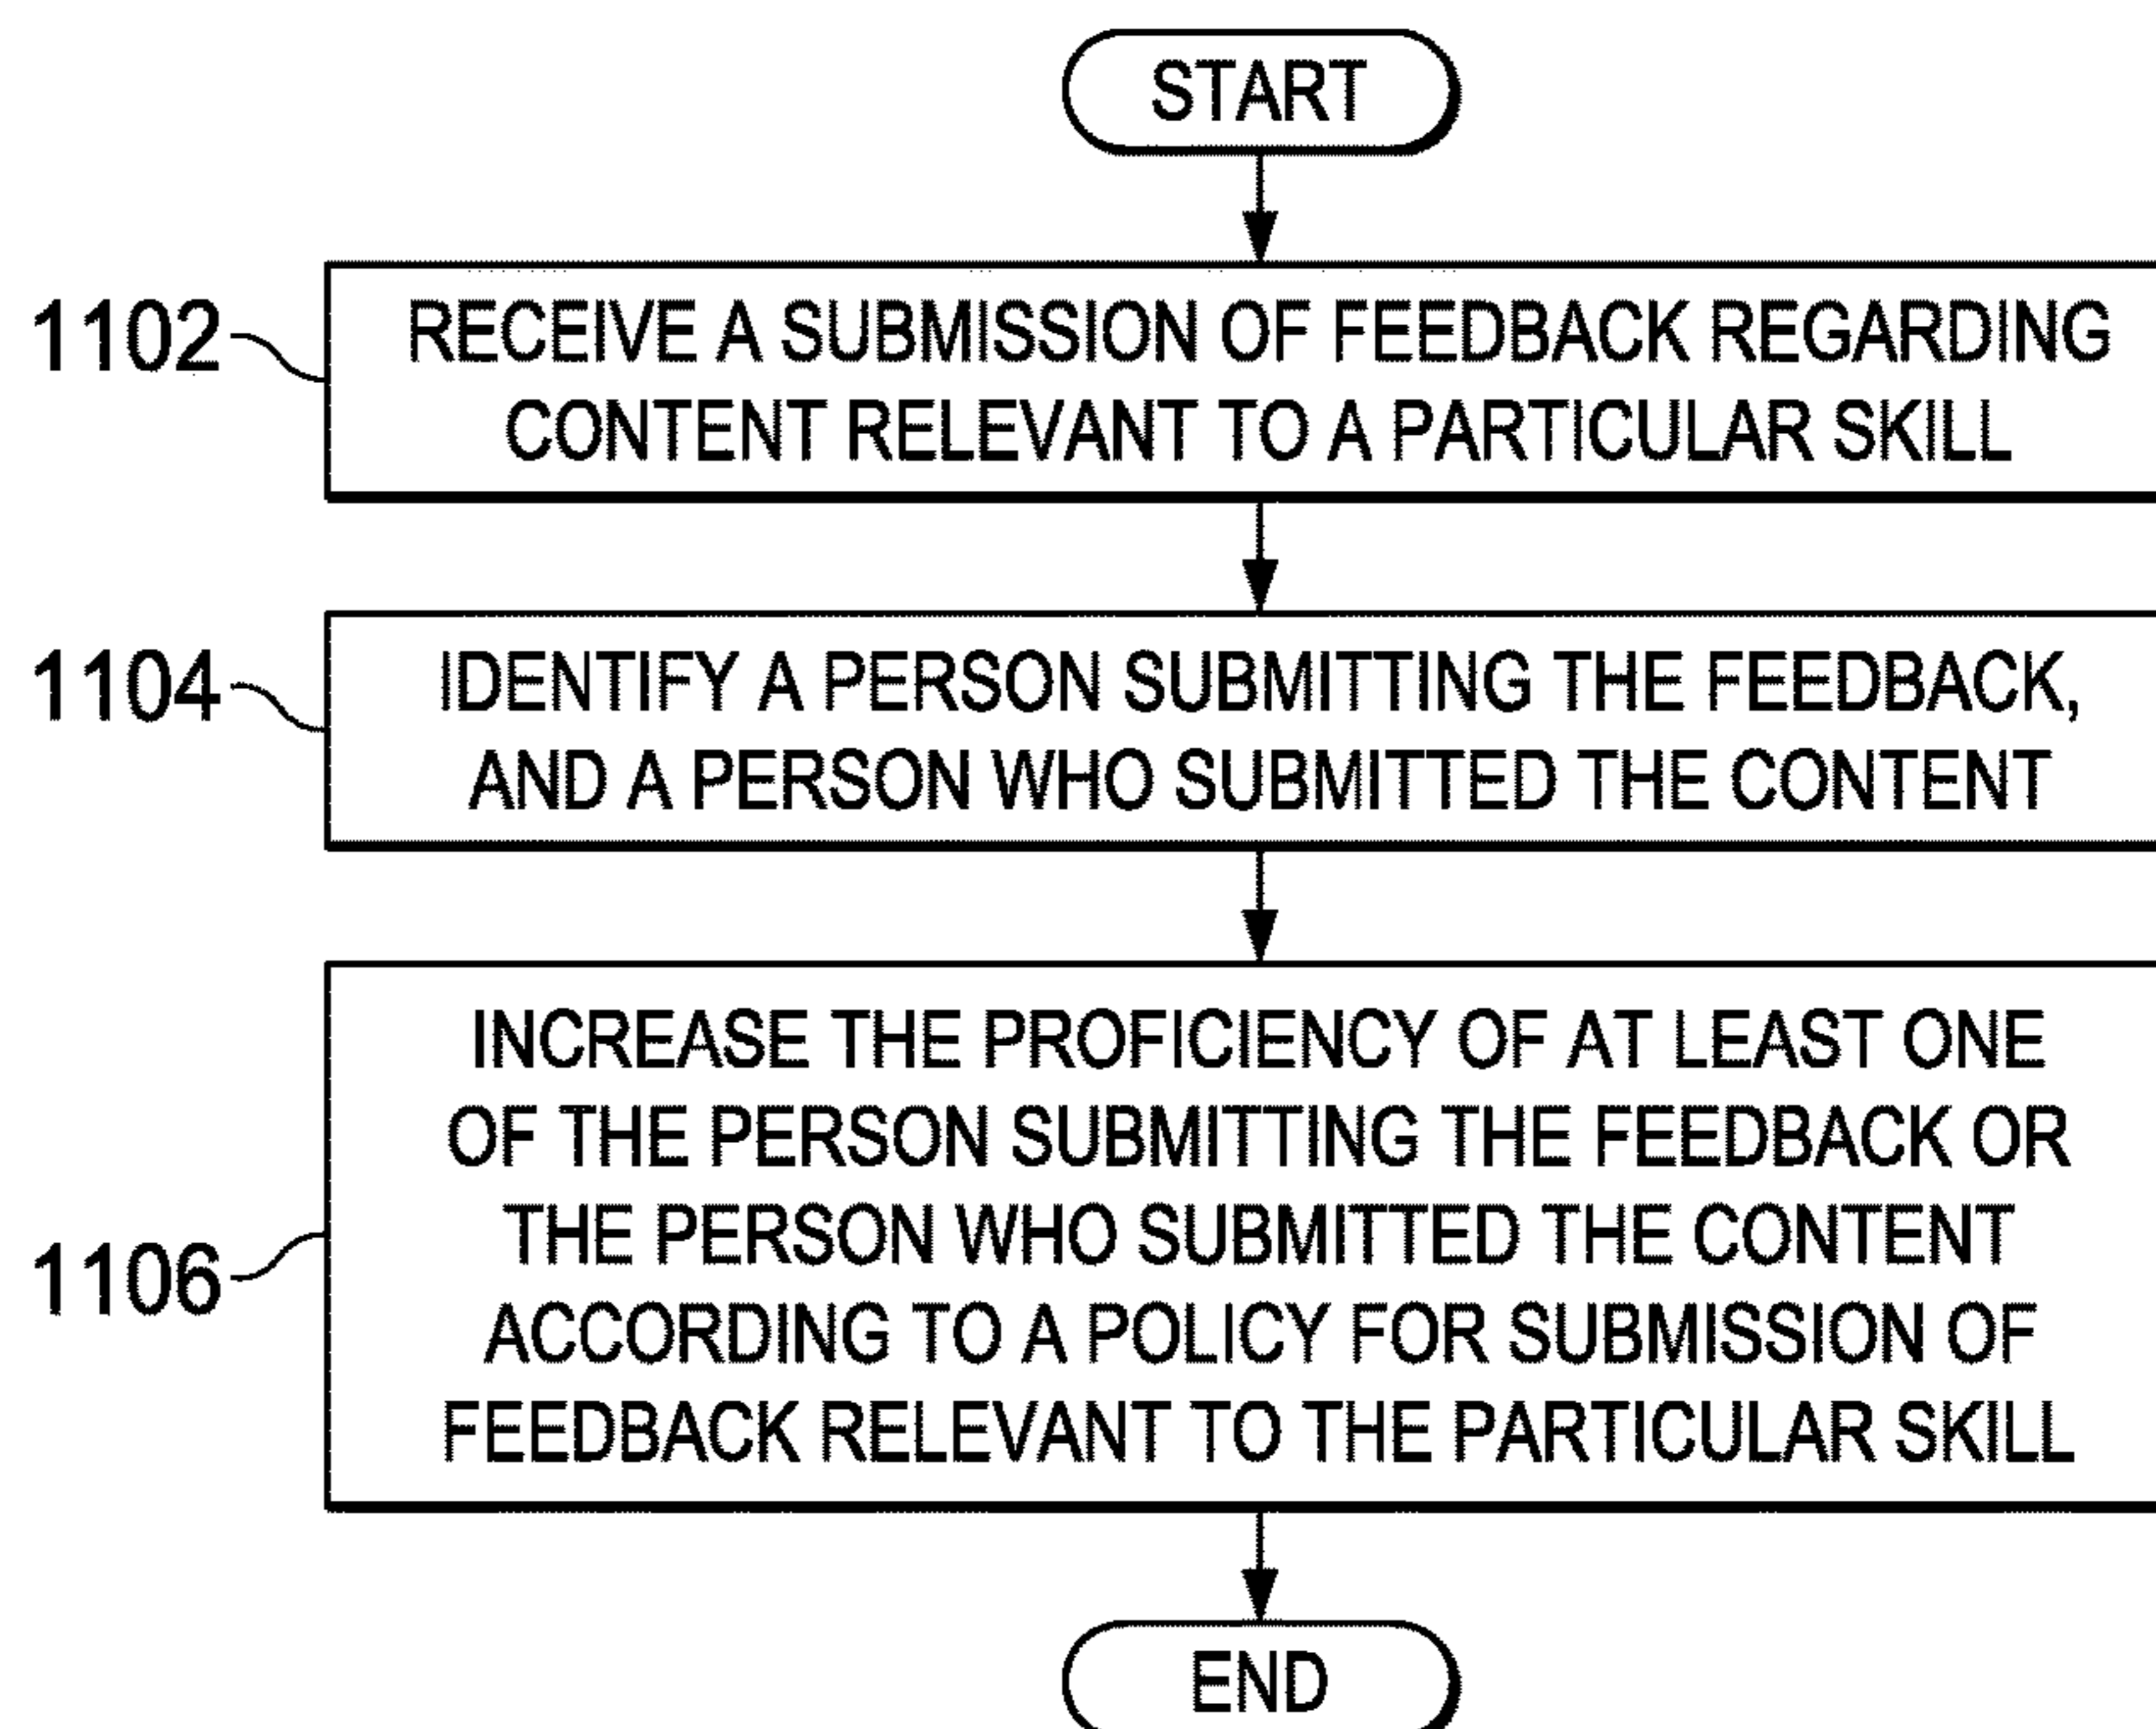 START
1102
RECEIVE A SUBMISSION OF FEEDBACK REGARDING
CONTENT RELEVANT TO A PARTICULAR SKILL
1104
IDENTIFY A PERSON SUBMITTING THE FEEDBACK,
AND A PERSON WHO SUBMITTED THE CONTENT
1106
INCREASE THE PROFICIENCY OF AT LEAST ONE
OF THE PERSON SUBMITTING THE FEEDBACK OR
THE PERSON WHO SUBMITTED THE CONTENT
ACCORDING TO A POLICY FOR SUBMISSION OF
FEEDBACK RELEVANT TO THE PARTICULAR SKILL
END